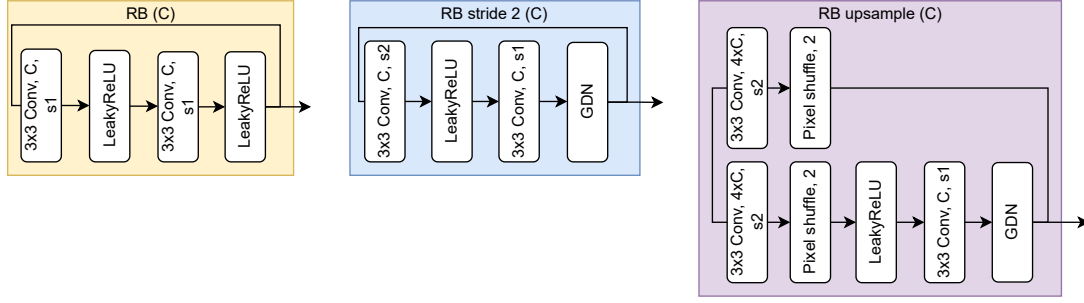 RB (C)
3x3 Conv, C,
s1
LeakyReLU
3x3 Conv, C,
s1
LeakyReLU
RB stride 2 (C)
3x3 Conv, C, s2
LeakyReLU
3x3 Conv, C, s1
GDN
RB upsample (C)
3x3 Conv, 4xC,
s2
Pixel shuffle, 2
3x3 Conv, 4xC,
s2
Pixel shuffle, 2
LeakyReLU
3x3 Conv, C, s1
GDN